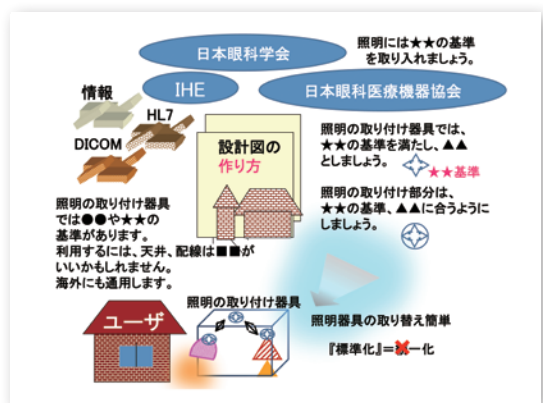 日本眼科学会
照明には★★の基準
を取り入れましょう。
IHE
日本眼科医療機器協会
情報
HL7
DICOM
設計図の
作り方
照明の取り付け器具では、
★★の基準を満たし、▲▲
としましょう。
★★基準
照明の取り付け部分は、
★★の基準、▲▲に合うように
しましょう。
照明の取り付け器具
では●●や★★の
基準があります。
利用するには、天井、配線は■■が
いいかもしれません。
海外にも通用します。
照明の取り付け器具
ユーザ
照明器具の取り替え簡単
『標準化』=一化